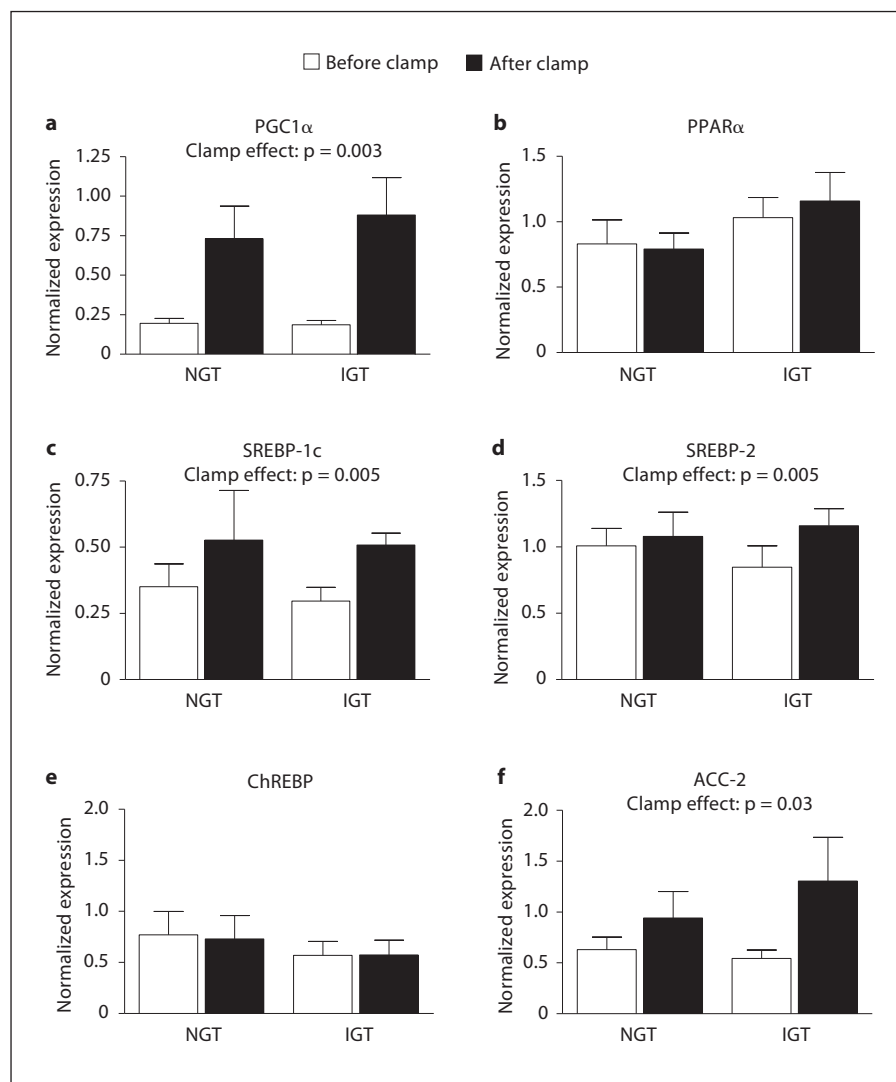 Before clamp After clamp
a PGC1α
Clamp effect: p = 0.003
Normalized expression
1.25
1.00
0.75
0.50
0.25
0
NGT IGT
b PPARα
Normalized expression
1.5
1.0
0.5
0
NGT IGT
c SREBP-1c
Clamp effect: p = 0.005
Normalized expression
0.75
0.50
0.25
0
NGT IGT
d SREBP-2
Clamp effect: p = 0.005
Normalized expression
1.5
1.0
0.5
0
NGT IGT
e ChREBP
Normalized expression
2.0
1.5
1.0
0.5
0
NGT IGT
f ACC-2
Clamp effect: p = 0.03
Normalized expression
2.0
1.5
1.0
0.5
0
NGT IGT